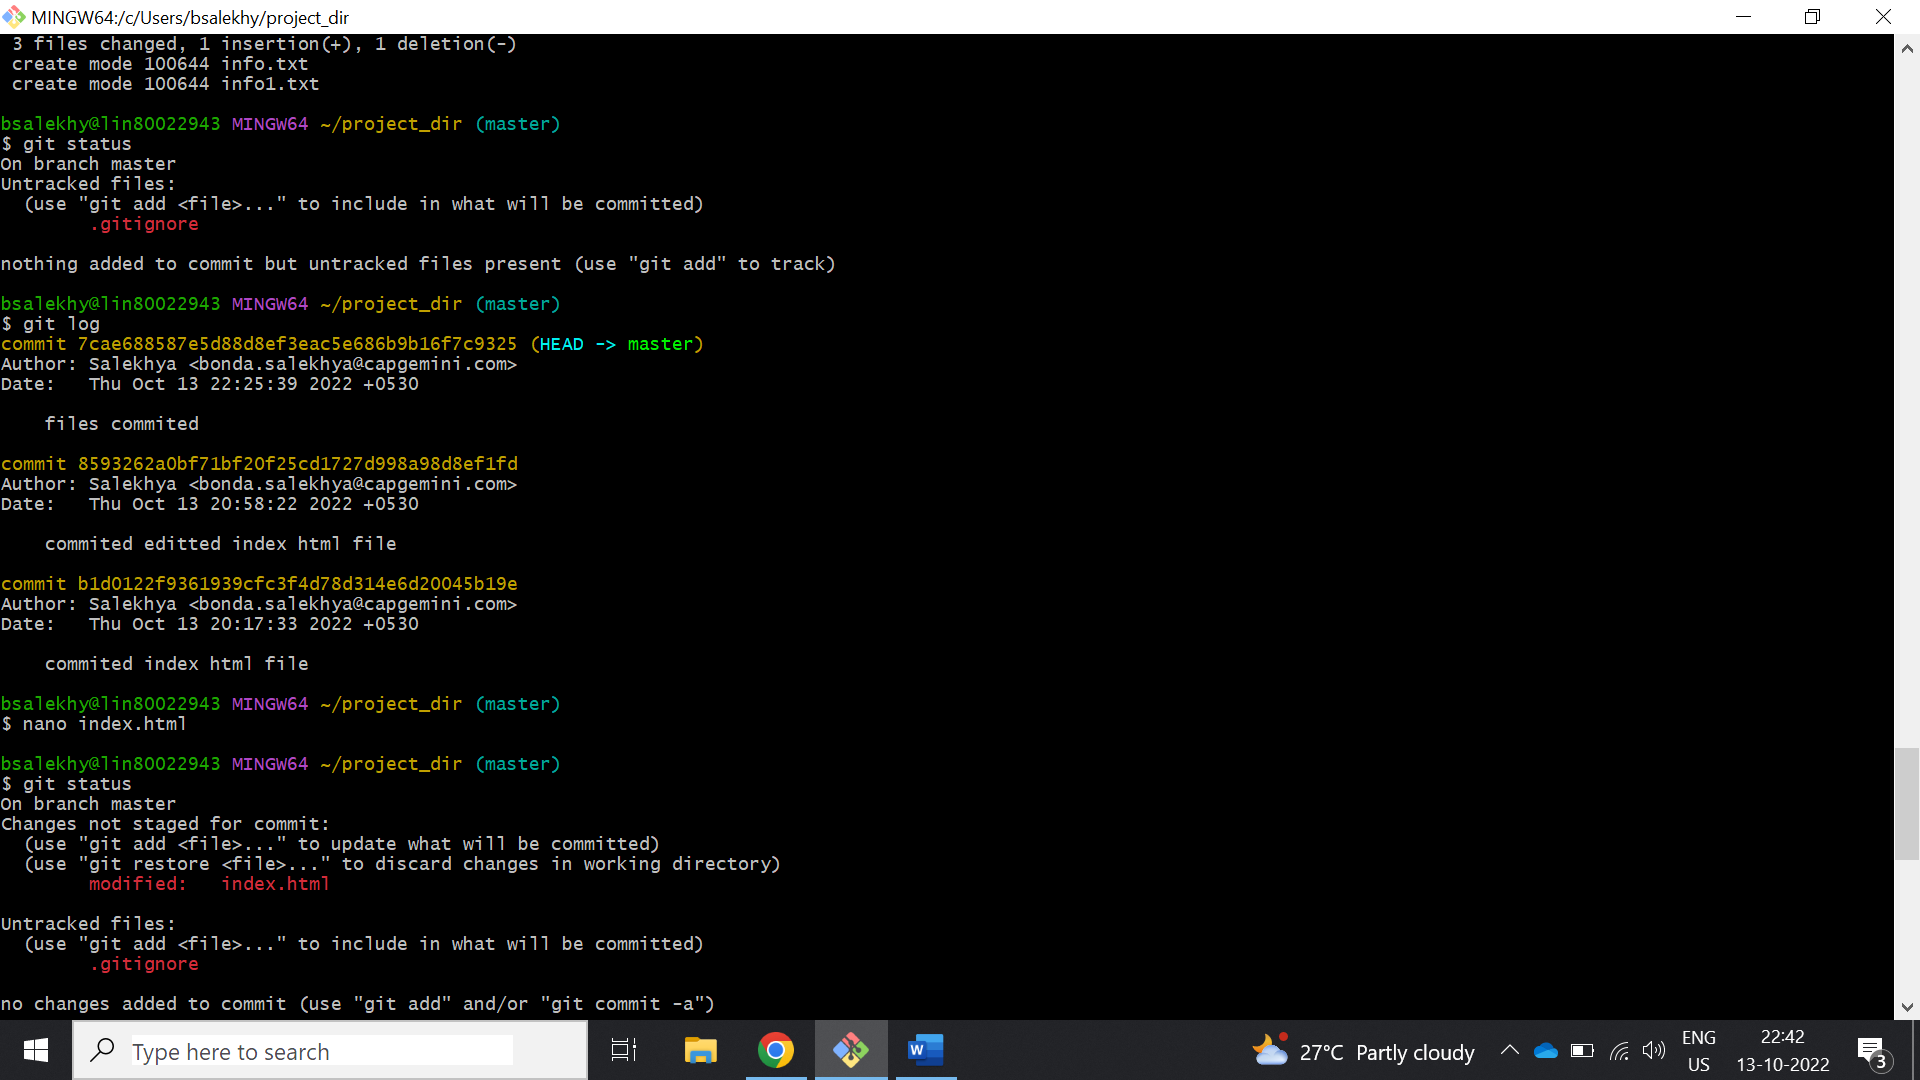 MINGW64:/c/Users/bsalekhy/project_dir
3 files changed, 1 insertion(+), 1 deletion(-)
create mode 100644 info.txt
create mode 100644 info1.txt
bsalekhy@lin80022943 MINGW64 ~/project_dir (master)
$ git status
On branch master
Untracked files:
(use "git add <file>..." to include in what will be committed)
.gitignore
nothing added to commit but untracked files present (use "git add" to track)
bsalekhy@lin80022943 MINGW64 ~/project_dir (master)
$ git log
commit 7cae688587e5d88d8ef3eac5e686b9b16f7c9325 (HEAD -> master)
Author: Salekhya <bonda.salekhya@capgemini.com>
Date:   Thu Oct 13 22:25:39 2022 +0530
files commited
commit 8593262a0bf71bf20f25cd1727d998a98d8ef1fd
Author: Salekhya <bonda.salekhya@capgemini.com>
Date:   Thu Oct 13 20:58:22 2022 +0530
commited editted index html file
commit b1d0122f9361939cfc3f4d78d314e6d20045b19e
Author: Salekhya <bonda.salekhya@capgemini.com>
Date:   Thu Oct 13 20:17:33 2022 +0530
commited index html file
bsalekhy@lin80022943 MINGW64 ~/project_dir (master)
$ nano index.html
bsalekhy@lin80022943 MINGW64 ~/project_dir (master)
$ git status
On branch master
Changes not staged for commit:
(use "git add <file>..." to update what will be committed)
(use "git restore <file>..." to discard changes in working directory)
modified:   index.html
Untracked files:
(use "git add <file>..." to include in what will be committed)
.gitignore
no changes added to commit (use "git add" and/or "git commit -a")
Type here to search
W
27°C Partly cloudy
ENG
US
22:42
13-10-2022
3